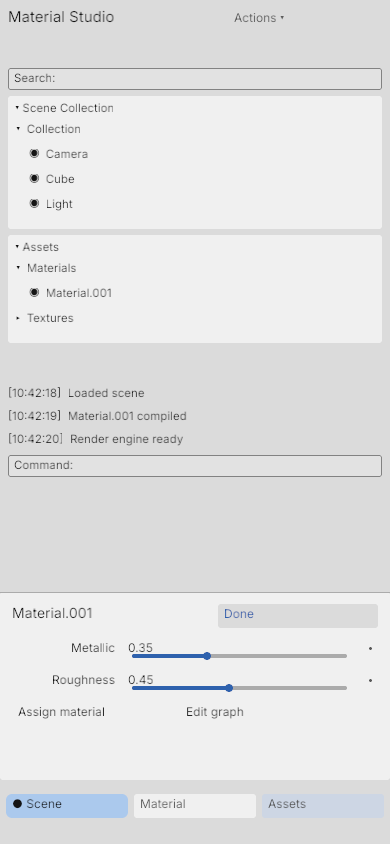 Material Studio
Actions
Search:
Scene Collection
Collection
Camera
Cube
Light
Assets
Materials
Material.001
Textures
[10:42:18] Loaded scene
[10:42:19] Material.001 compiled
[10:42:20] Render engine ready
Command:
Material.001 Done
Metallic 0.35
Roughness 0.45
Assign material Edit graph
Scene Material Assets